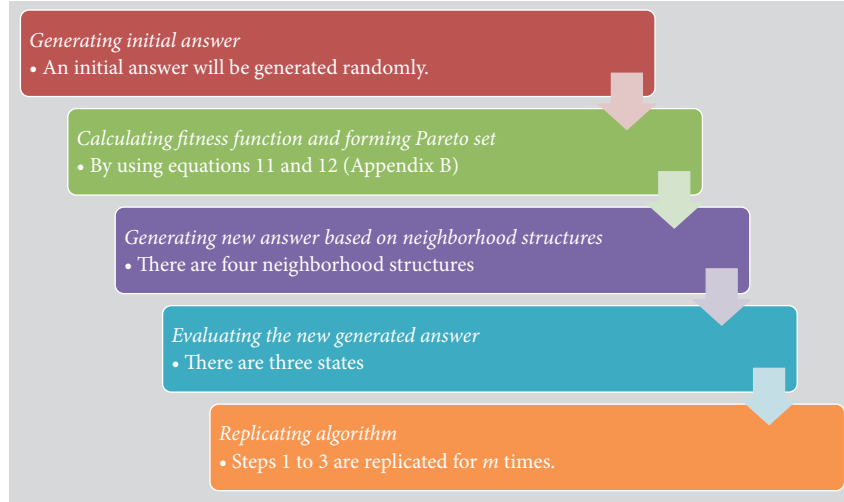 Generating initial answer
• An initial answer will be generated randomly.
Calculating fitness function and forming Pareto set
• By using equations 11 and 12 (Appendix B)
Generating new answer based on neighborhood structures
• There are four neighborhood structures
Evaluating the new generated answer
• There are three states
Replicating algorithm
• Steps 1 to 3 are replicated for m times.